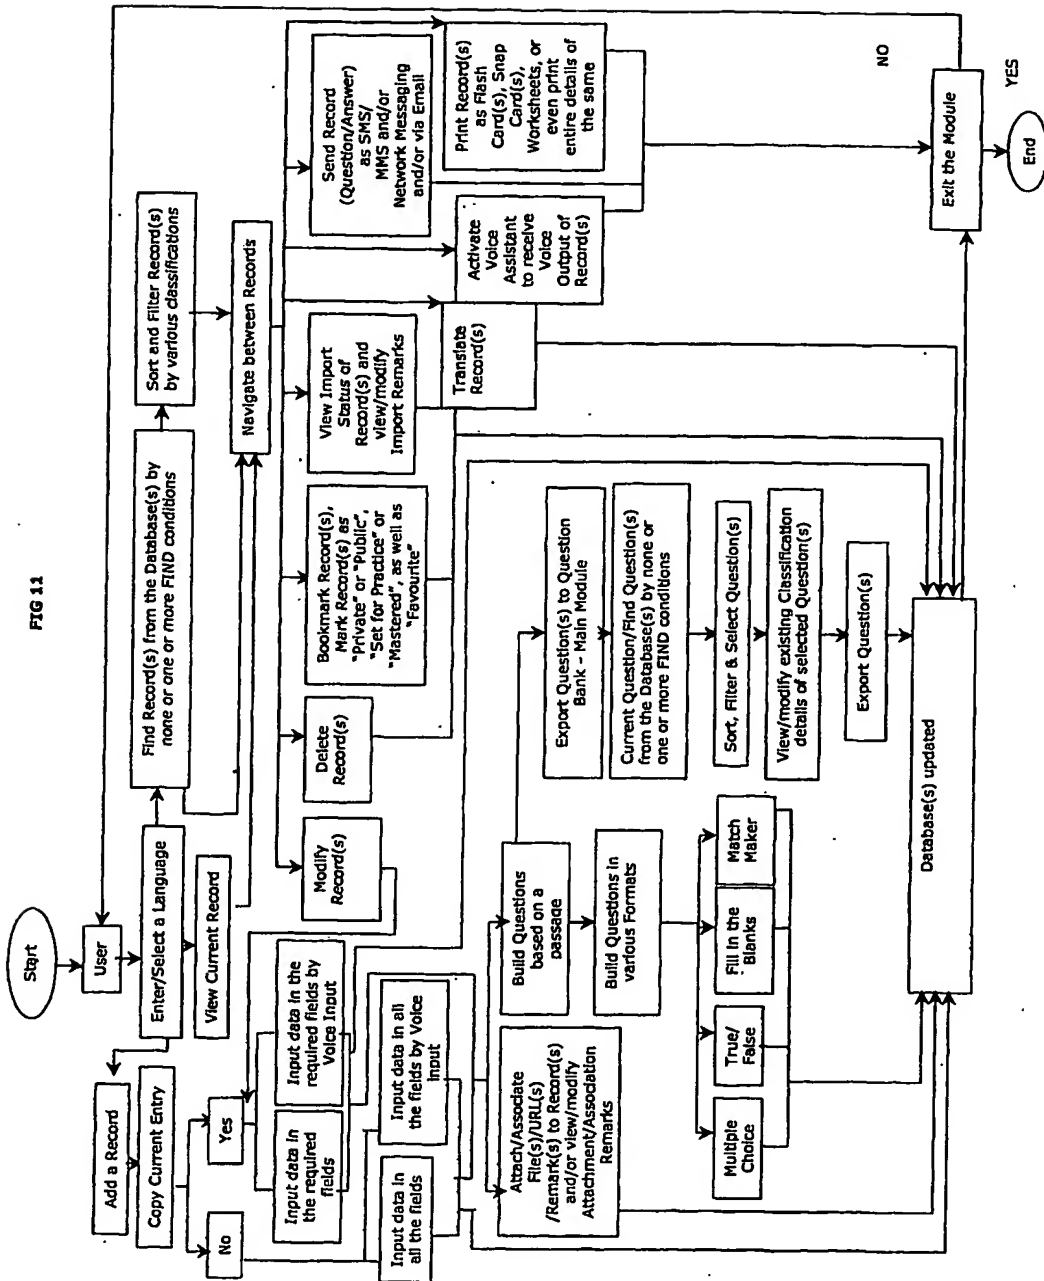 FIG 11
Start
User
Enter/Select a Language
View Current Record
Add a Record
Copy Current Entry
Yes
No
Find Record(s) from the Database(s) by
none or one or more FIND conditions
Sort and Filter Record(s)
by various classifications
Navigate between Records
Modify
Record(s)
Delete
Record(s)
Bookmark Record(s),
Mark Record(s) as
"Private" or "Public",
"Set for Practice" or
"Mastered", as well as
"Favourite"
View Import
Status of
Record(s) and
view/modify
Import Remarks
Translate
Record(s)
Activate
Voice
Assistant
to receive
Voice
Output of
Record(s)
Send Record
(Question/Answer)
as SMS/
MMS and/or
Network Messaging
and/or via Email
Print Record(s)
as Flash
Card(s), Snap
Card(s),
Worksheets, or
even print
entire details of
the same
Input data in
the required
fields
Input data in the
required fields by
Voice Input
Input data in
all the fields
Input data in all
the fields by Voice
input
Attach/Associate
File(s)/URL(s)
/Remark(s) to Record(s)
and/or view/modify
Attachment/Association
Remarks
Build Questions
based on a
passage
Build Questions in
various Formats
Multiple
Choice
True/
False
Fill in the
Blanks
Match
Maker
Export Question(s) to Question
Bank - Main Module
Current Question/Find Question(s)
from the Database(s) by none or
one or more FIND conditions
Sort, Filter & Select Question(s)
View/modify existing Classification
details of selected Question(s)
Export Question(s)
Database(s) updated
Exit the Module
NO
YES
End